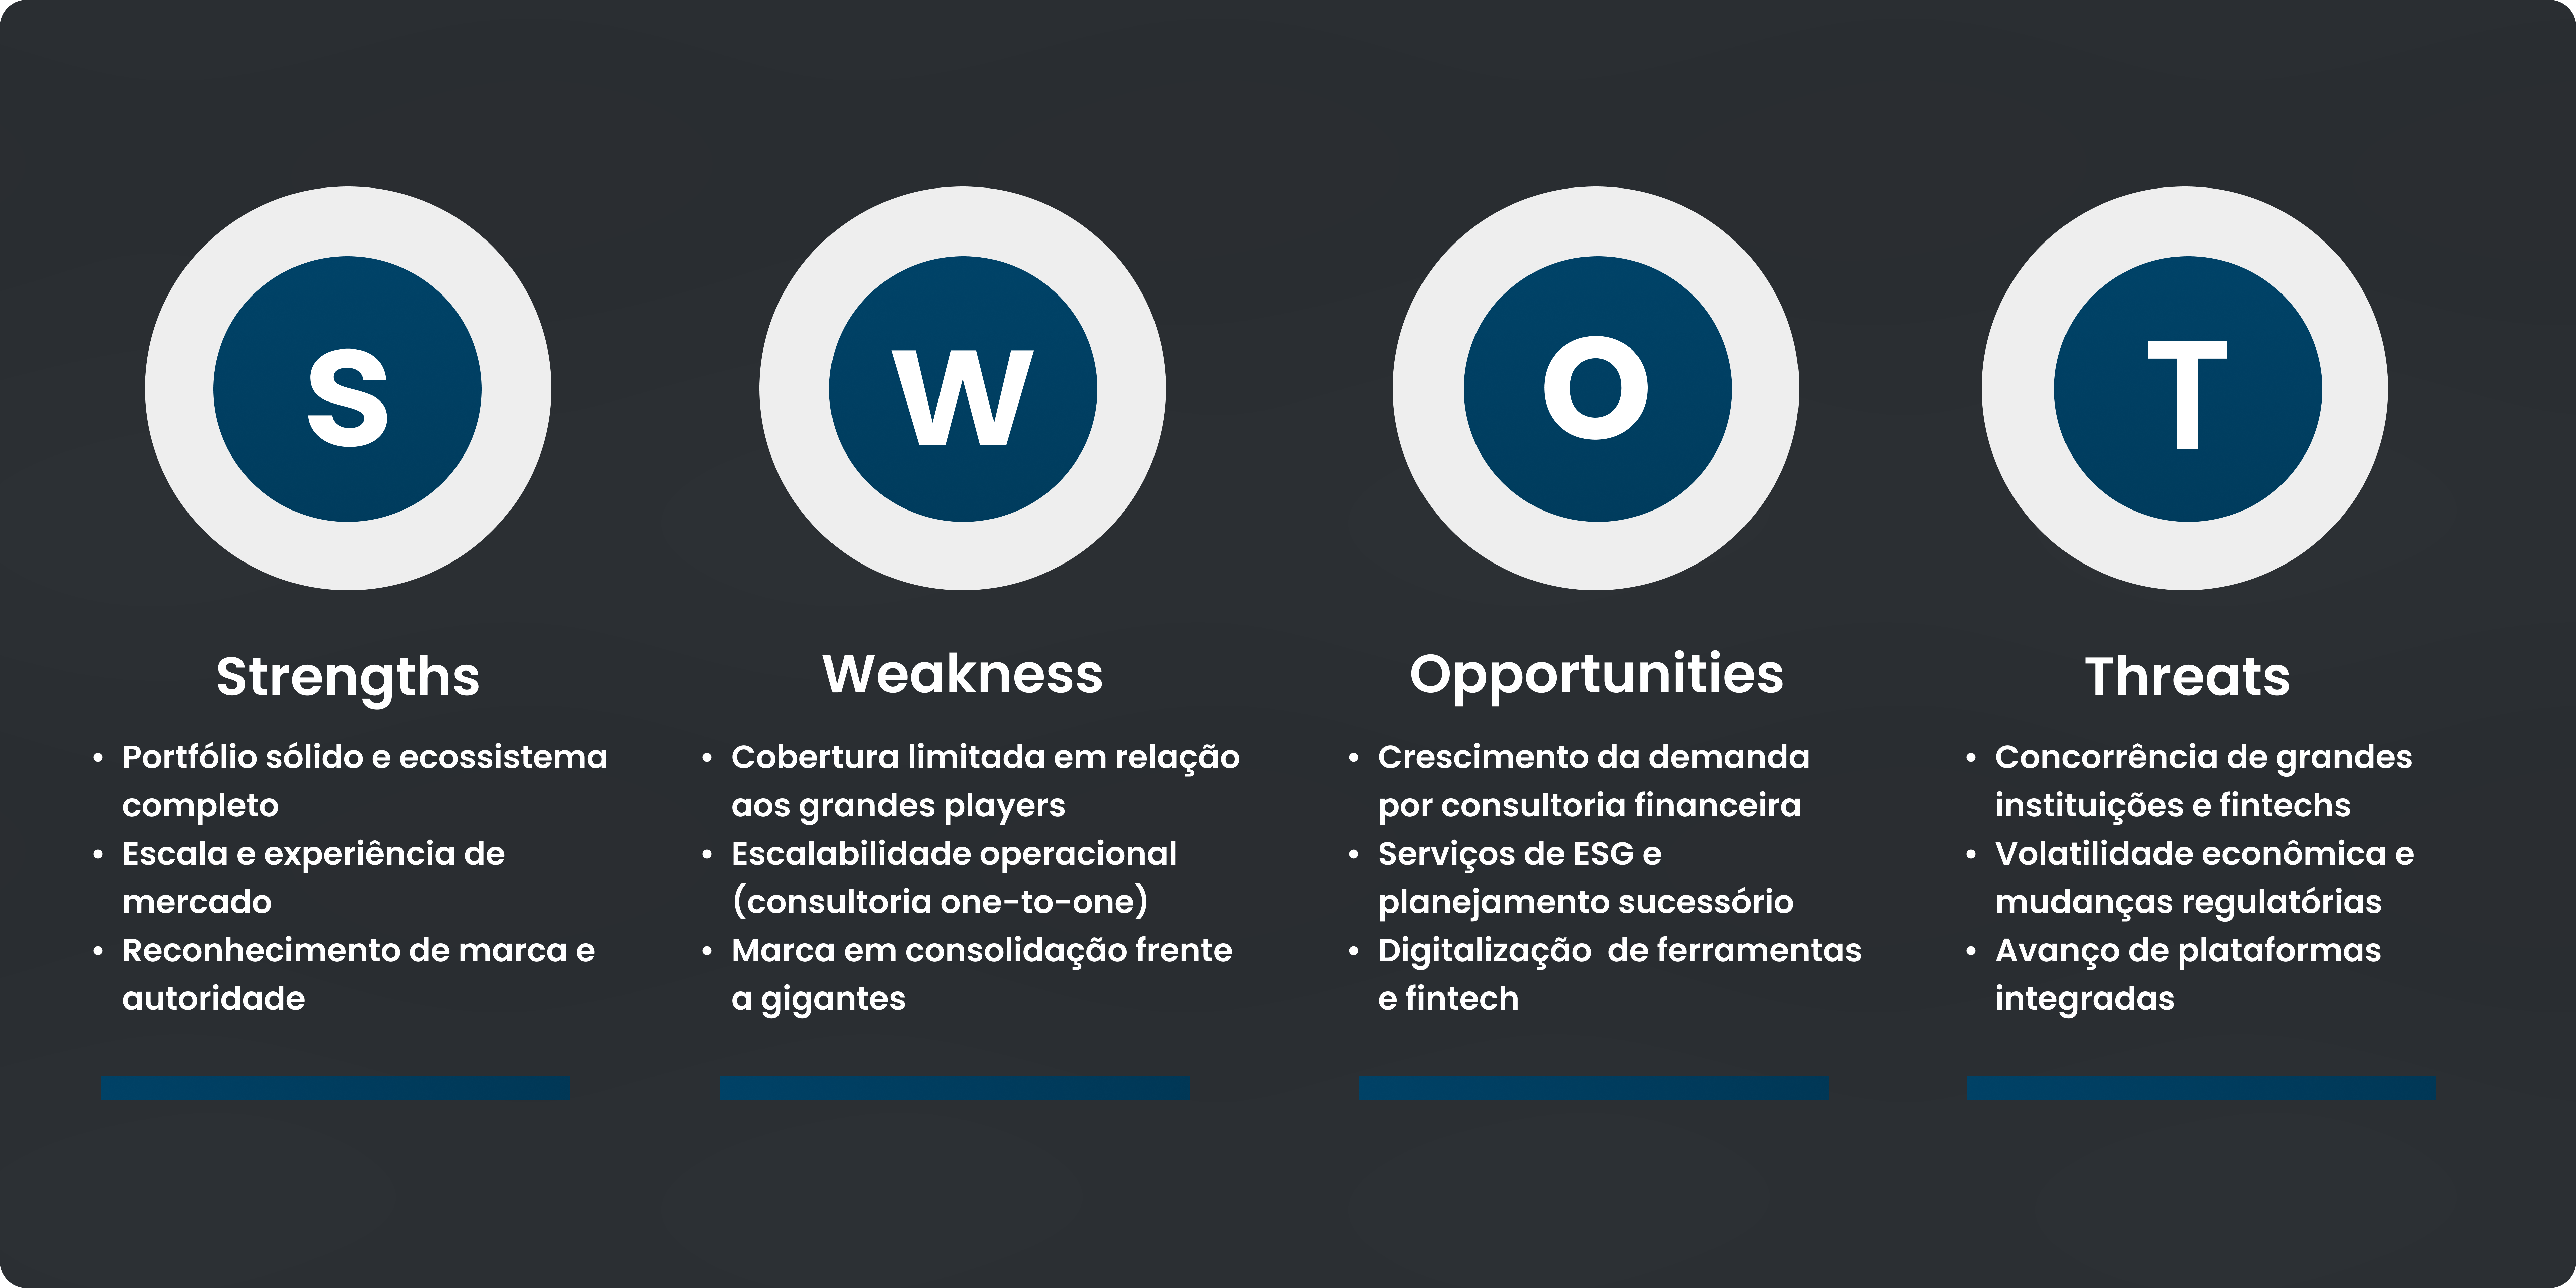 S
W
O
T
Strengths
• Portfólio sólido e ecossistema
completo
• Escala e experiência de
mercado
• Reconhecimento de marca e
autoridade
Weakness
• Cobertura limitada em relação
aos grandes players
• Escalabilidade operacional
(consultoria one-to-one)
• Marca em consolidação frente
a gigantes
Opportunities
• Crescimento da demanda
por consultoria financeira
• Serviços de ESG e
planejamento sucessório
• Digitalização  de ferramentas
e fintech
Threats
• Concorrência de grandes
instituições e fintechs
• Volatilidade econômica e
mudanças regulatórias
• Avanço de plataformas
integradas